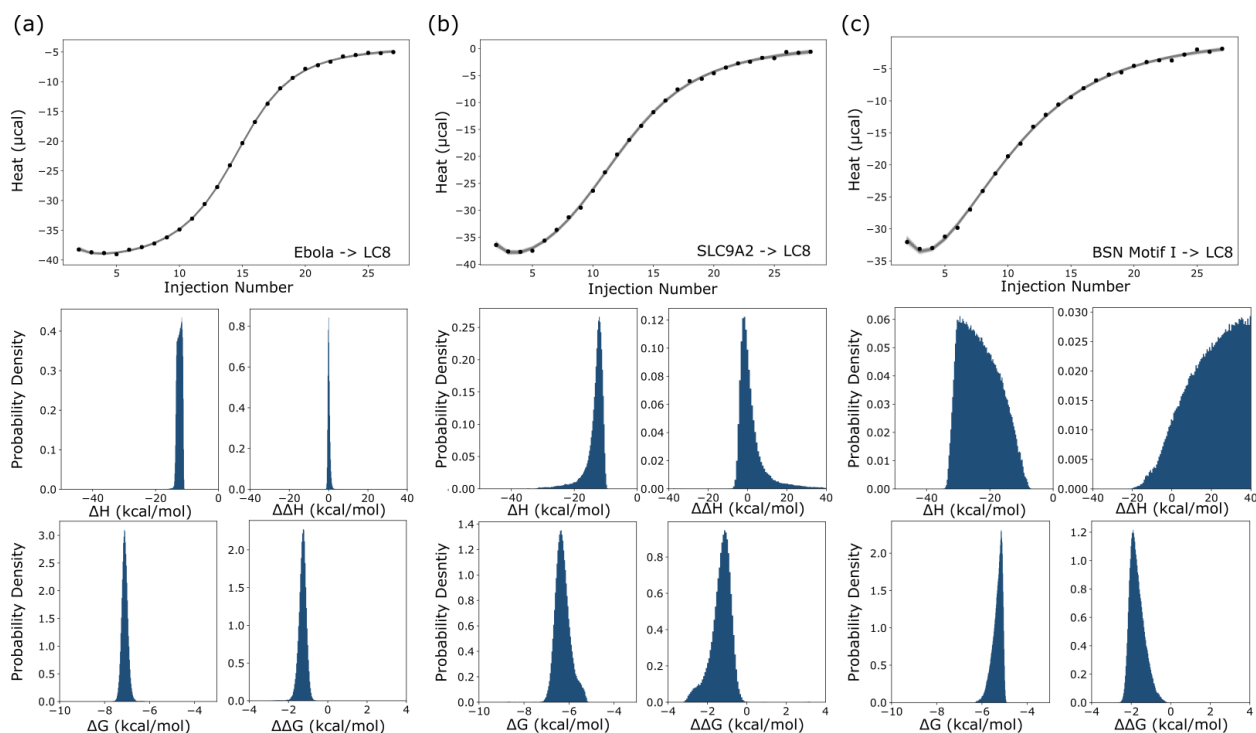 (a)
−5
−10
−15
−20
−25
−30
−35
−40
Heat (μcal)
5 10 15 20 25
Injection Number
Ebola -> LC8
(b)
0
−5
−10
−15
−20
−25
−30
−35
−40
Heat (μcal)
5 10 15 20 25
Injection Number
SLC9A2 -> LC8
(c)
−5
−10
−15
−20
−25
−30
−35
Heat (μcal)
5 10 15 20 25
Injection Number
BSN Motif I -> LC8
Probability Density
0.4
0.3
0.2
0.1
0.0
−40 −20 0
ΔH (kcal/mol)
0.8
0.6
0.4
0.2
0.0
−40 −20 0 20 40
ΔΔH (kcal/mol)
Probability Density
0.25
0.20
0.15
0.10
0.05
0.00
−40 −20 0
ΔH (kcal/mol)
0.12
0.10
0.08
0.06
0.04
0.02
0.00
−40 −20 0 20 40
ΔΔH (kcal/mol)
Probability Density
0.06
0.05
0.04
0.03
0.02
0.01
0.00
−40 −20 0
ΔH (kcal/mol)
0.030
0.025
0.020
0.015
0.010
0.005
0.000
−40 −20 0 20 40
ΔΔH (kcal/mol)
Probability Density
3.0
2.5
2.0
1.5
1.0
0.5
0.0
−10 −8 −6 −4
ΔG (kcal/mol)
2.0
1.5
1.0
0.5
0.0
−4 −2 0 2 4
ΔΔG (kcal/mol)
Probability Desntiy
1.4
1.2
1.0
0.8
0.6
0.4
0.2
0.0
−10 −8 −6 −4
ΔG (kcal/mol)
0.8
0.6
0.4
0.2
0.0
−4 −2 0 2 4
ΔΔG (kcal/mol)
Probability Density
2.0
1.5
1.0
0.5
0.0
−10 −8 −6 −4
ΔG (kcal/mol)
1.2
1.0
0.8
0.6
0.4
0.2
0.0
−4 −2 0 2 4
ΔΔG (kcal/mol)